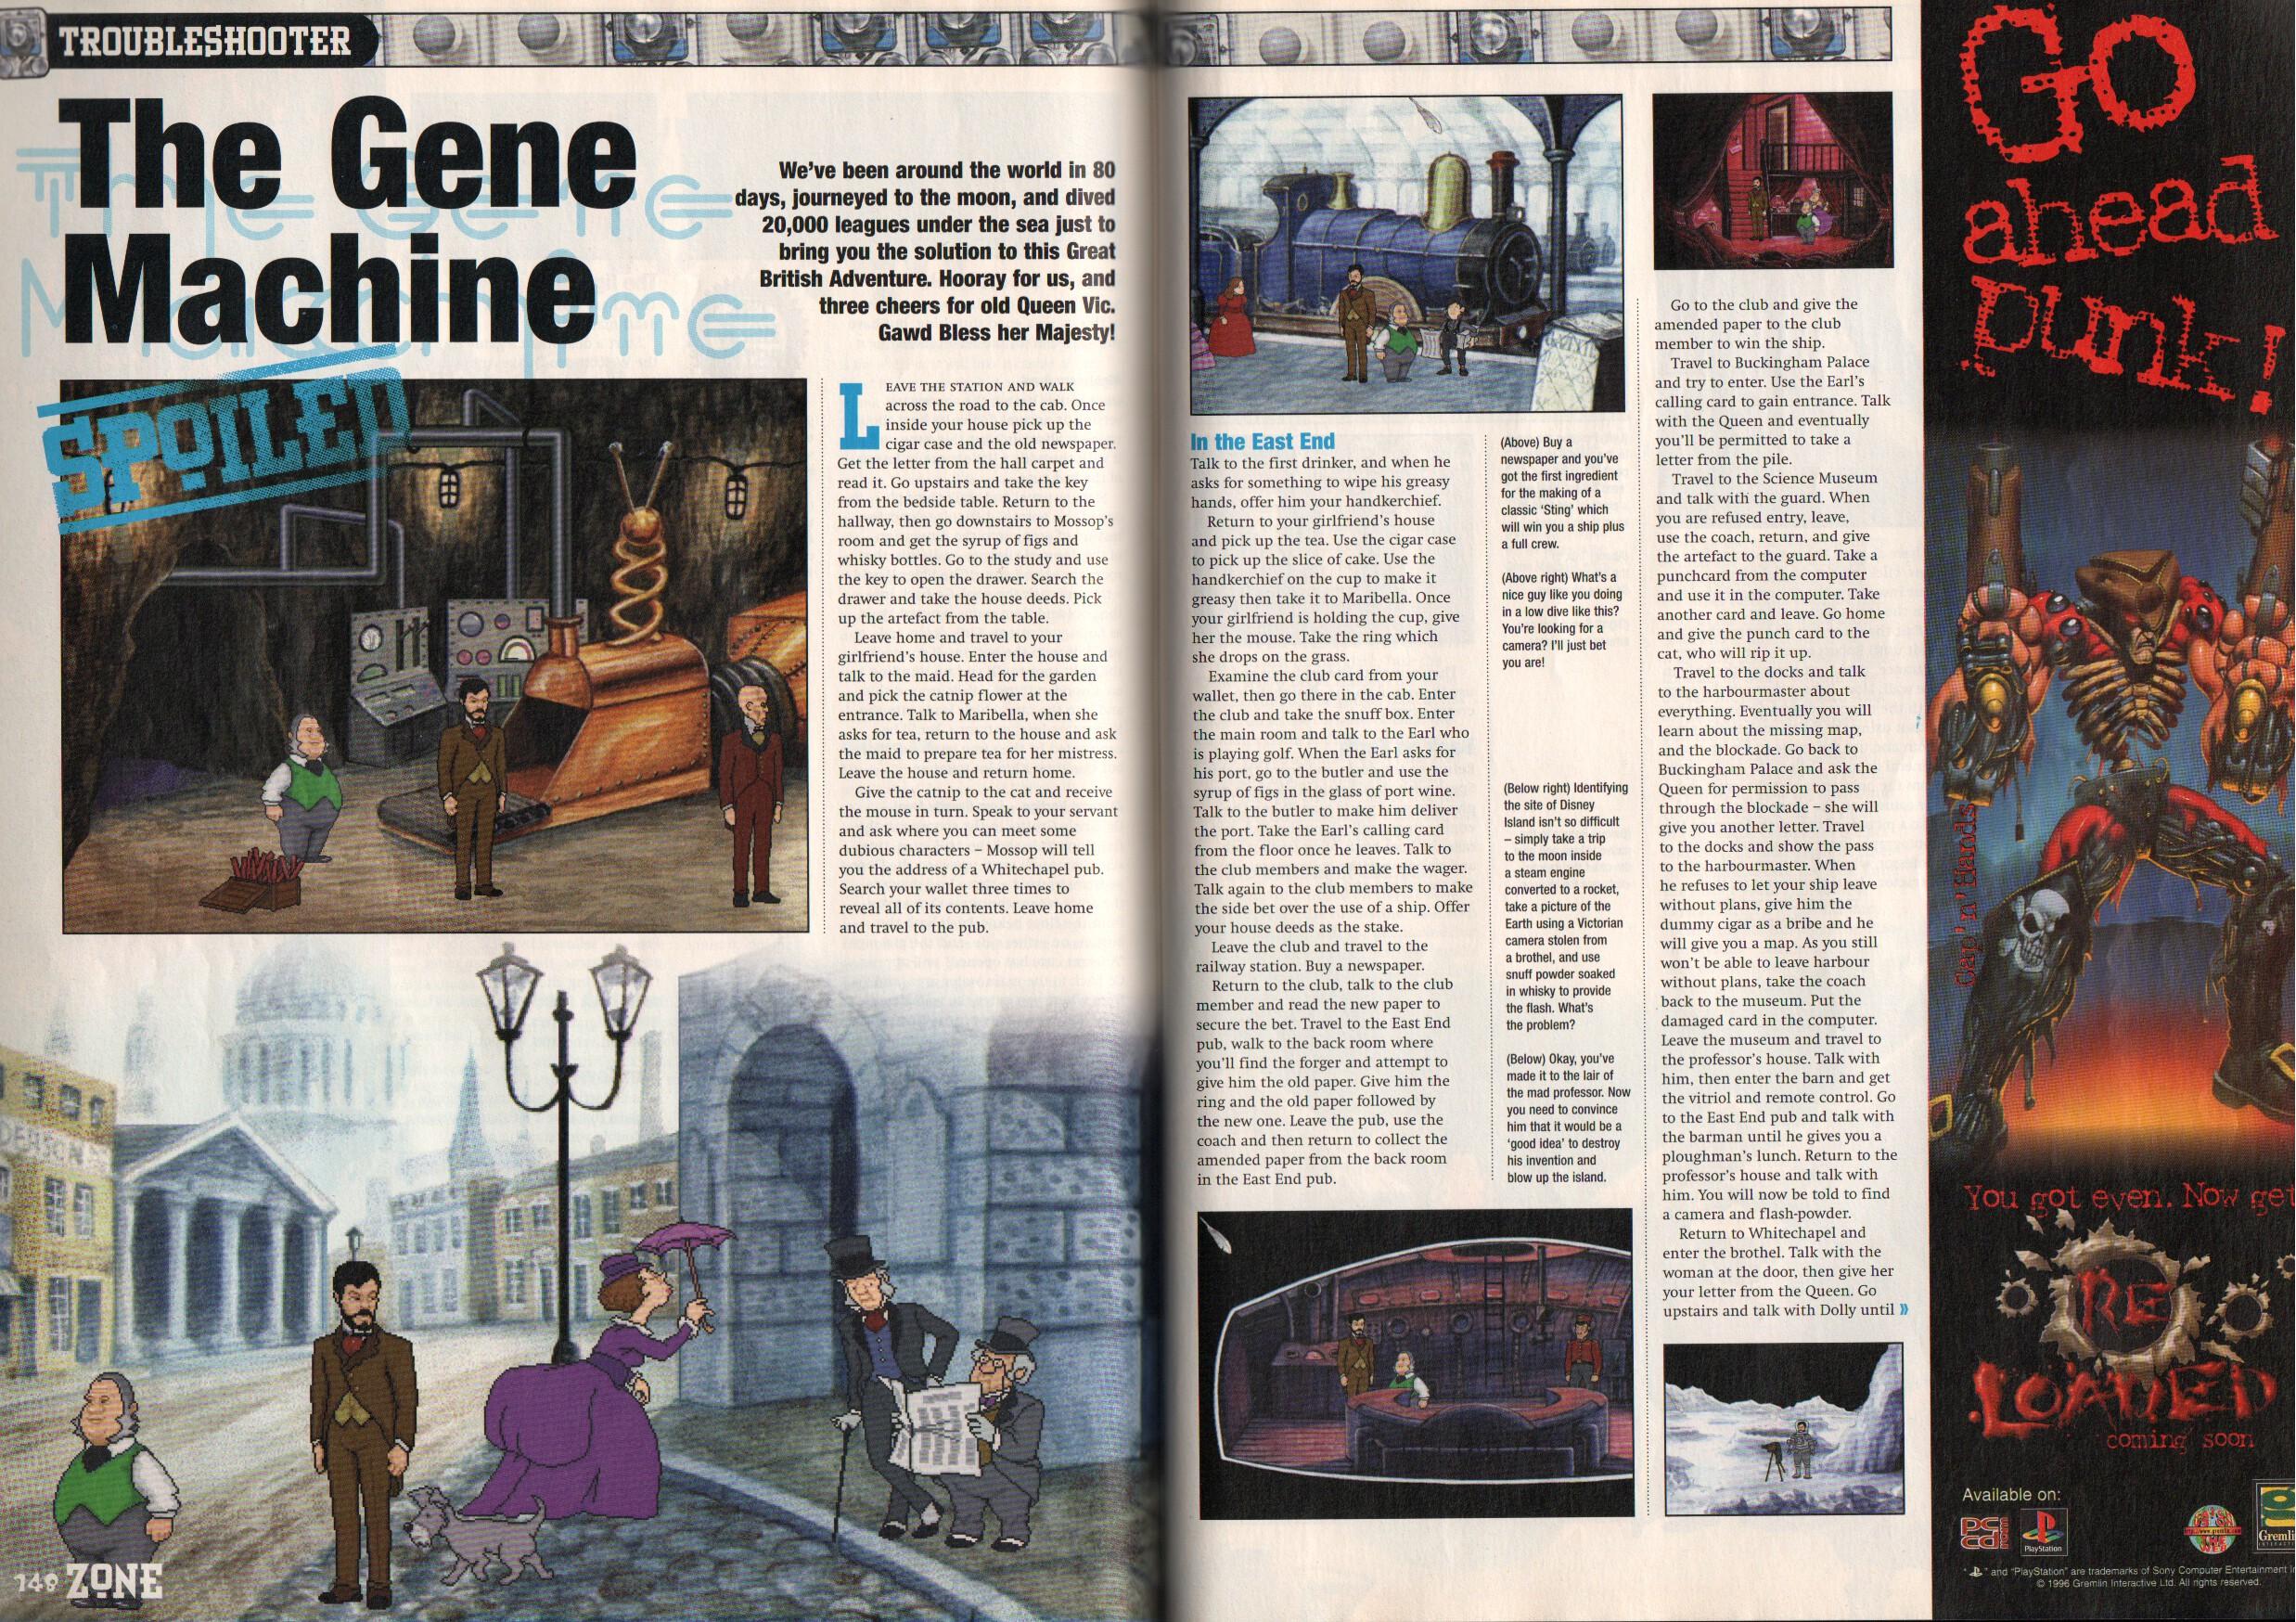 TROUBLESHOOTER
The Gene
Machine
SPOILED
We've been around the world in 80
days, journeyed to the moon, and dived
20,000 leagues under the sea just to
bring you the solution to this Great
British Adventure. Hooray for us, and
three cheers for old Queen Vic.
Gawd Bless her Majesty!
LEAVE THE STATION AND WALK
across the road to the cab. Once
inside your house pick up the
cigar case and the old newspaper.
Get the letter from the hall carpet and
read it. Go upstairs and take the key
from the bedside table. Return to the
hallway, then go downstairs to Mossop's
room and get the syrup of figs and
whisky bottles. Go to the study and use
the key to open the drawer. Search the
drawer and take the house deeds. Pick
up the artefact from the table.
Leave home and travel to your
girlfriend's house. Enter the house and
talk to the maid. Head for the garden
and pick the catnip flower at the
entrance. Talk to Maribella, when she
asks for tea, return to the house and ask
the maid to prepare tea for her mistress.
Leave the house and return home.
Give the catnip to the cat and receive
the mouse in turn. Speak to your servant
and ask where you can meet some
dubious characters – Mossop will tell
you the address of a Whitechapel pub.
Search your wallet three times to
reveal all of its contents. Leave home
and travel to the pub.
148 ZONE
In the East End
Talk to the first drinker, and when he
asks for something to wipe his greasy
hands, offer him your handkerchief.
Return to your girlfriend's house
and pick up the tea. Use the cigar case
to pick up the slice of cake. Use the
handkerchief on the cup to make it
greasy then take it to Maribella. Once
your girlfriend is holding the cup, give
her the mouse. Take the ring which
she drops on the grass.
Examine the club card from your
wallet, then go there in the cab. Enter
the club and take the snuff box. Enter
the main room and talk to the Earl who
is playing golf. When the Earl asks for
his port, go to the butler and use the
syrup of figs in the glass of port wine.
Talk to the butler to make him deliver
the port. Take the Earl's calling card
from the floor once he leaves. Talk to
the club members and make the wager.
Talk again to the club members to make
the side bet over the use of a ship. Offer
your house deeds as the stake.
Leave the club and travel to the
railway station. Buy a newspaper.
Return to the club, talk to the club
member and read the new paper to
secure the bet. Travel to the East End
pub, walk to the back room where
you'll find the forger and attempt to
give him the old paper. Give him the
ring and the old paper followed by
the new one. Leave the pub, use the
coach and then return to collect the
amended paper from the back room
in the East End pub.
(Above) Buy a
newspaper and you've
got the first ingredient
for the making of a
classic 'Sting' which
will win you a ship plus
a full crew.
(Above right) What's a
nice guy like you doing
in a low dive like this?
You're looking for a
camera? I'll just bet
you are!
(Below right) Identifying
the site of Disney
Island isn't so difficult
– simply take a trip
to the moon inside
a steam engine
converted to a rocket,
take a picture of the
Earth using a Victorian
camera stolen from
a brothel, and use
snuff powder soaked
in whisky to provide
the flash. What's
the problem?
(Below) Okay, you've
made it to the lair of
the mad professor. Now
you need to convince
him that it would be a
'good idea' to destroy
his invention and
blow up the island.
Go to the club and give the
amended paper to the club
member to win the ship.
Travel to Buckingham Palace
and try to enter. Use the Earl's
calling card to gain entrance. Talk
with the Queen and eventually
you'll be permitted to take a
letter from the pile.
Travel to the Science Museum
and talk with the guard. When
you are refused entry, leave,
use the coach, return, and give
the artefact to the guard. Take a
punchcard from the computer
and use it in the computer. Take
another card and leave. Go home
and give the punch card to the
cat, who will rip it up.
Travel to the docks and talk
to the harbourmaster about
everything. Eventually you will
learn about the missing map,
and the blockade. Go back to
Buckingham Palace and ask the
Queen for permission to pass
through the blockade – she will
give you another letter. Travel
to the docks and show the pass
to the harbourmaster. When
he refuses to let your ship leave
without plans, give him the
dummy cigar as a bribe and he
will give you a map. As you still
won't be able to leave harbour
without plans, take the coach
back to the museum. Put the
damaged card in the computer.
Leave the museum and travel to
the professor's house. Talk with
him, then enter the barn and get
the vitriol and remote control. Go
to the East End pub and talk with
the barman until he gives you a
ploughman's lunch. Return to the
professor's house and talk with
him. You will now be told to find
a camera and flash-powder.
Return to Whitechapel and
enter the brothel. Talk with the
woman at the door, then give her
your letter from the Queen. Go
upstairs and talk with Dolly until »
Go
ahead
punk!
Cap'n'Hands
You got even. Now ge
RE
LOADED
coming soon
Available on:
PC CD ROM
PlayStation
Gremli
" " and "PlayStation" are trademarks of Sony Computer Entertainment In
© 1996 Gremlin Interactive Ltd. All rights reserved.